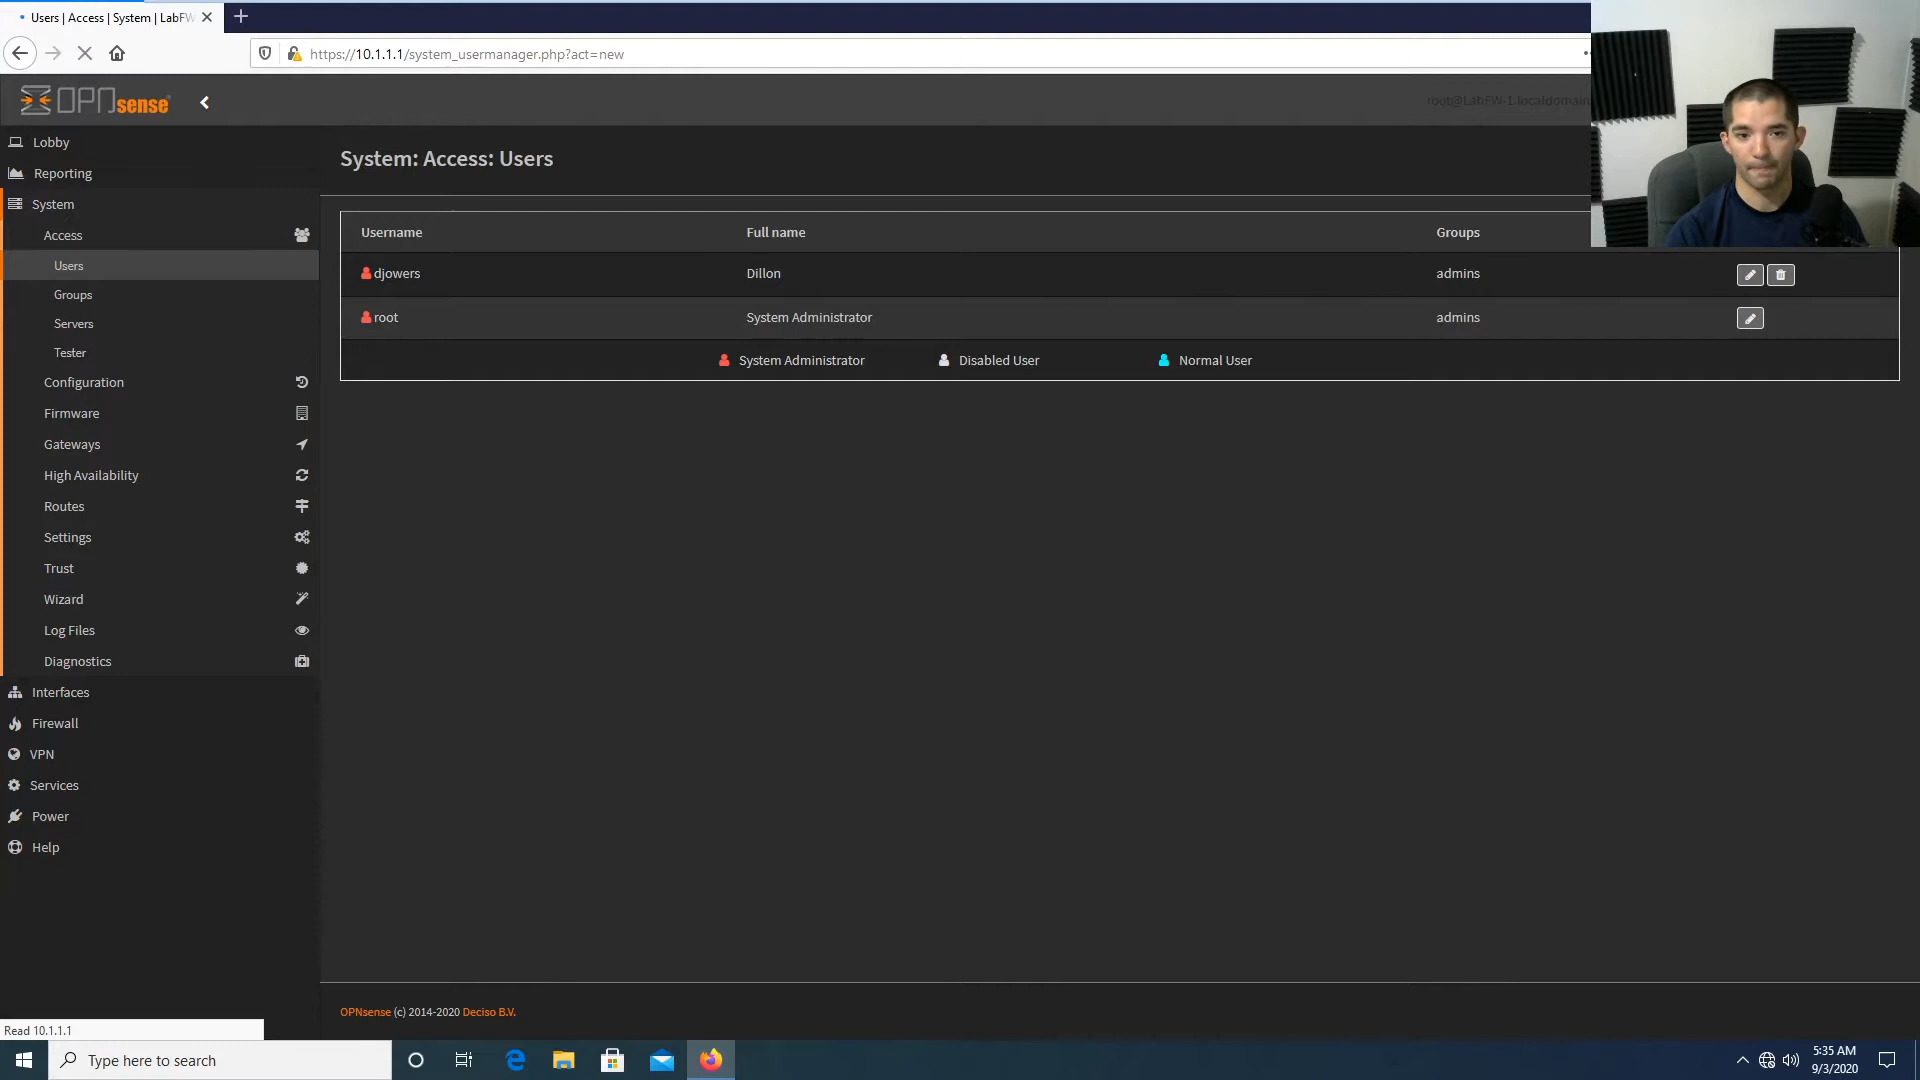 Users | Access | System | LabFW
https://10.1.1.1/system_usermanager.php?act=new
OPNsense
root@LabFW-1.localdomain
Lobby
Reporting
System
Access
Users
Groups
Servers
Tester
Configuration
Firmware
Gateways
High Availability
Routes
Settings
Trust
Wizard
Log Files
Diagnostics
Interfaces
Firewall
VPN
Services
Power
Help
System: Access: Users
Username Full name Groups
djowers Dillon admins
root System Administrator admins
System Administrator Disabled User Normal User
OPNsense (c) 2014-2020 Deciso B.V.
Read 10.1.1.1
Type here to search
5:35 AM
9/3/2020